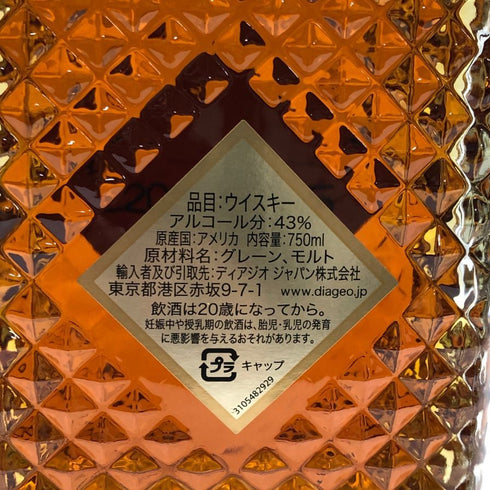 品目:ウイスキー
アルコール分:43%
原産国:アメリカ 内容量:750ml
原材料名:グレーン、モルト
輸入者及び引取先:ディアジオ ジャパン株式会社
東京都港区赤坂9-7-1 www.diageo.jp
飲酒は20歳になってから。
妊娠中や授乳期の飲酒は、胎児・乳児の発育
に悪影響を与えるおそれがあります。
プラ キャップ
3105482929